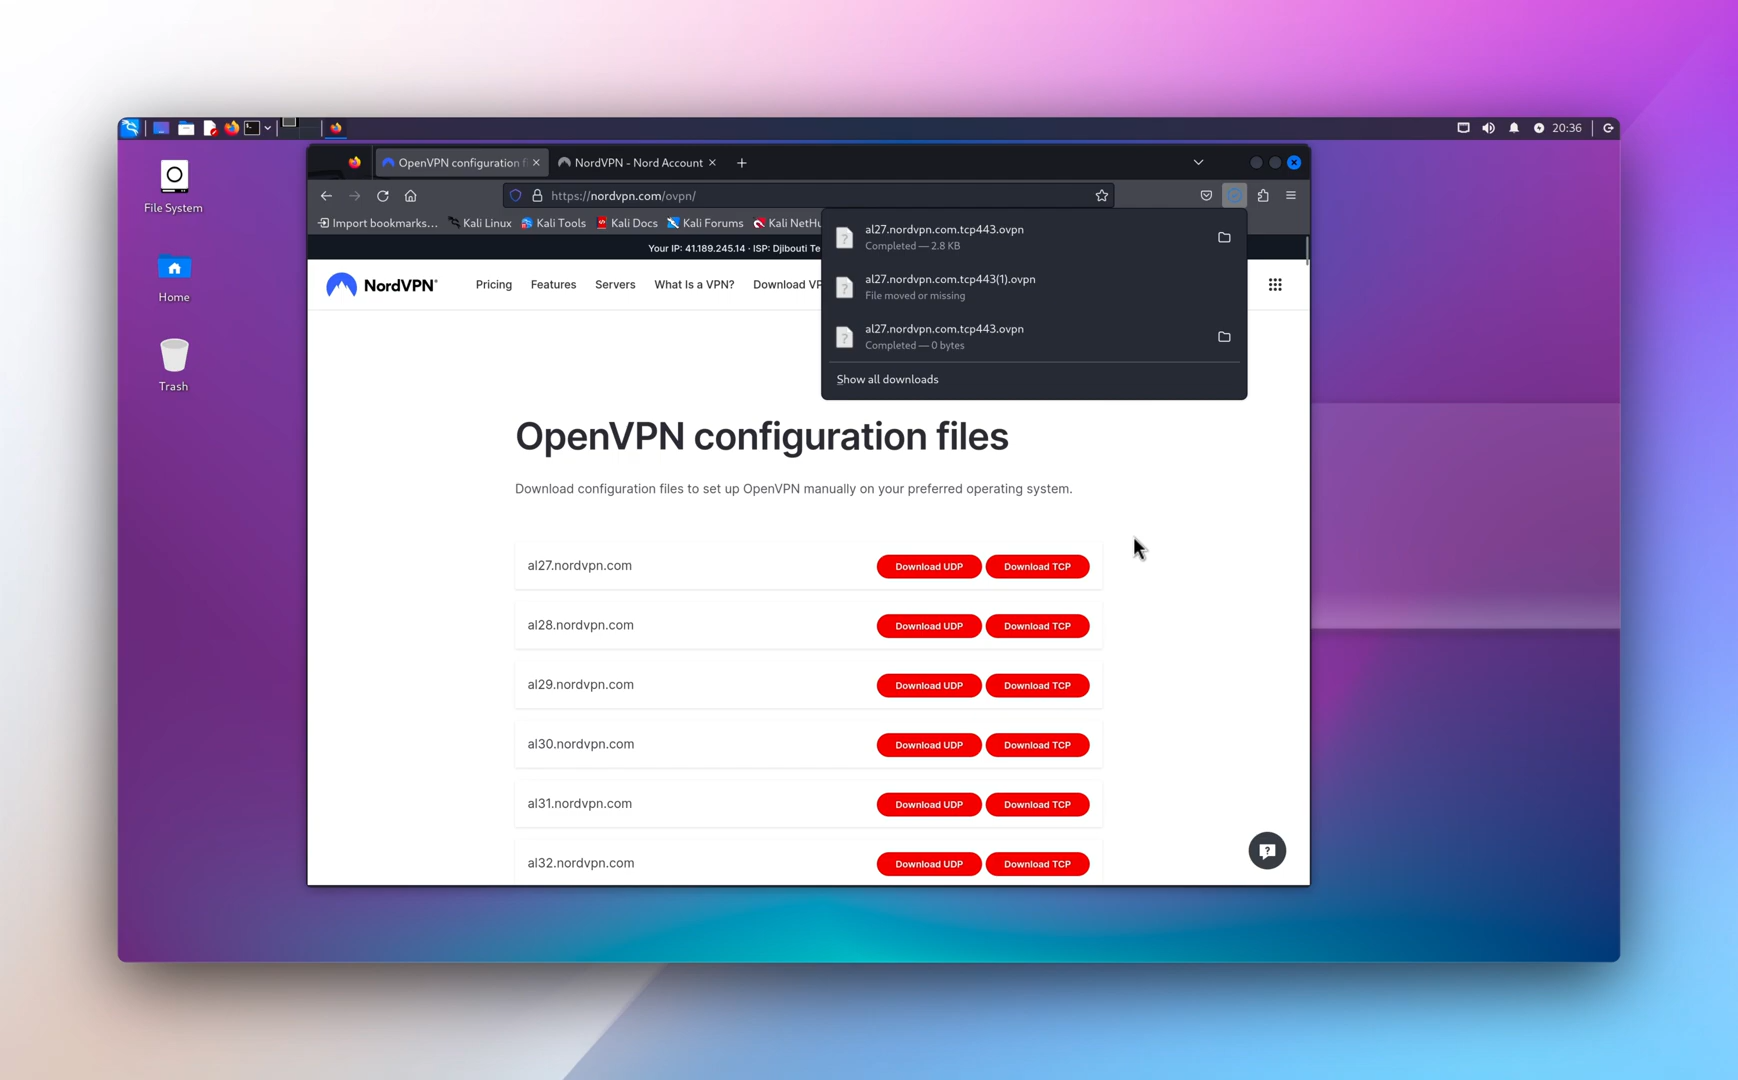 20:36
File System
Home
Trash
OpenVPN configuration f
NordVPN - Nord Account
https://nordvpn.com/ovpn/
Import bookmarks...
Kali Linux
Kali Tools
Kali Docs
Kali Forums
Kali NetHu
Your IP: 41.189.245.14 · ISP: Djibouti Te
NordVPN®
Pricing
Features
Servers
What Is a VPN?
Download VP
al27.nordvpn.com.tcp443.ovpn
Completed — 2.8 KB
al27.nordvpn.com.tcp443(1).ovpn
File moved or missing
al27.nordvpn.com.tcp443.ovpn
Completed — 0 bytes
Show all downloads
OpenVPN configuration files
Download configuration files to set up OpenVPN manually on your preferred operating system.
al27.nordvpn.com Download UDP Download TCP
al28.nordvpn.com Download UDP Download TCP
al29.nordvpn.com Download UDP Download TCP
al30.nordvpn.com Download UDP Download TCP
al31.nordvpn.com Download UDP Download TCP
al32.nordvpn.com Download UDP Download TCP